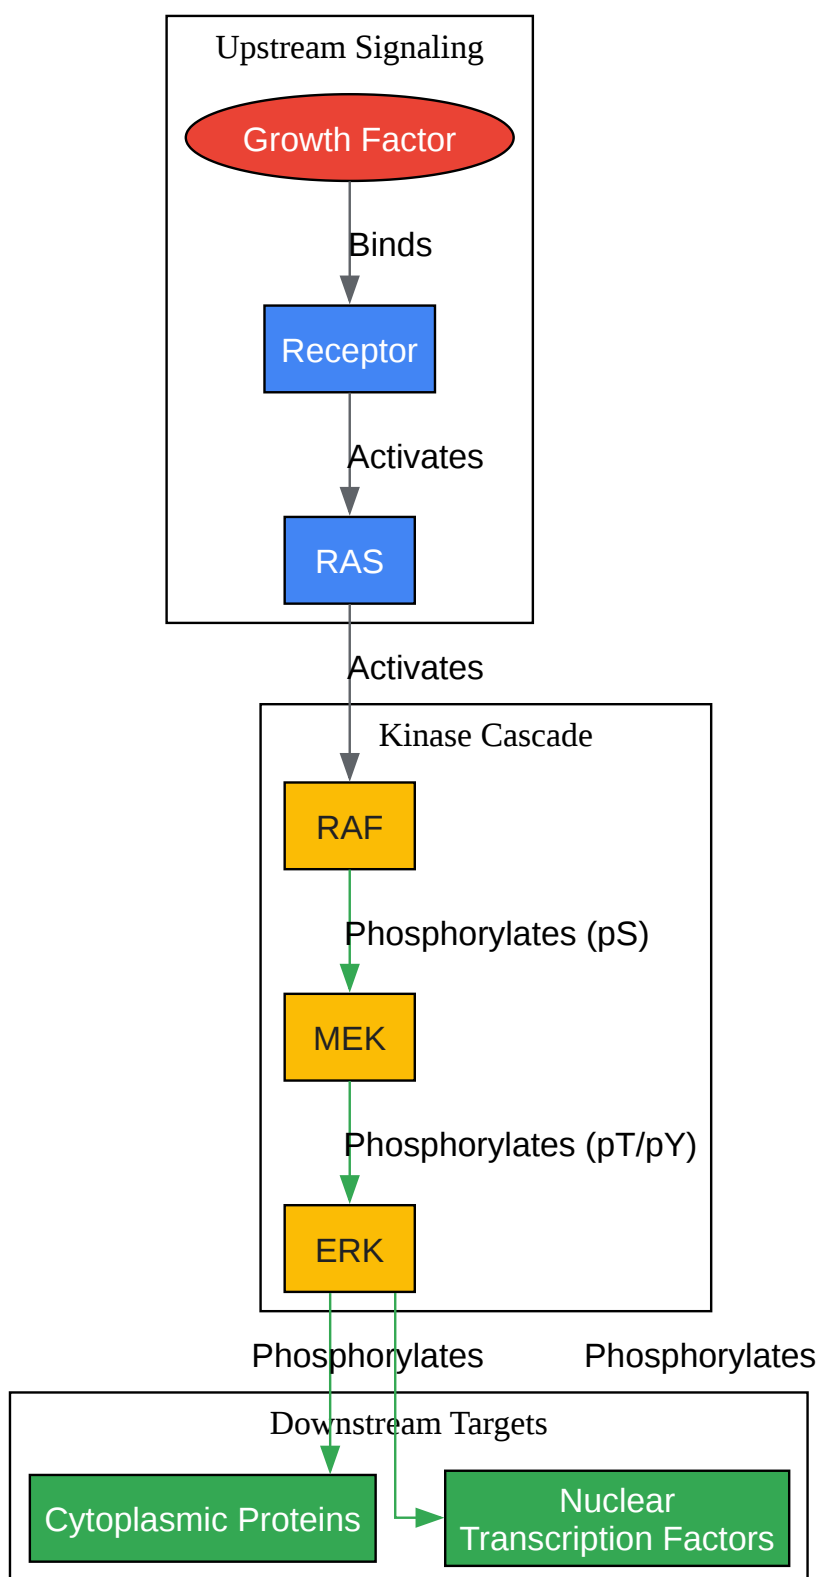 Upstream Signaling
Growth Factor
Binds
Receptor
Activates
RAS
Activates
Kinase Cascade
RAF
Phosphorylates (pS)
MEK
Phosphorylates (pT/pY)
ERK
Phosphorylates
Phosphorylates
Downstream Targets
Cytoplasmic Proteins
Nuclear
Transcription Factors